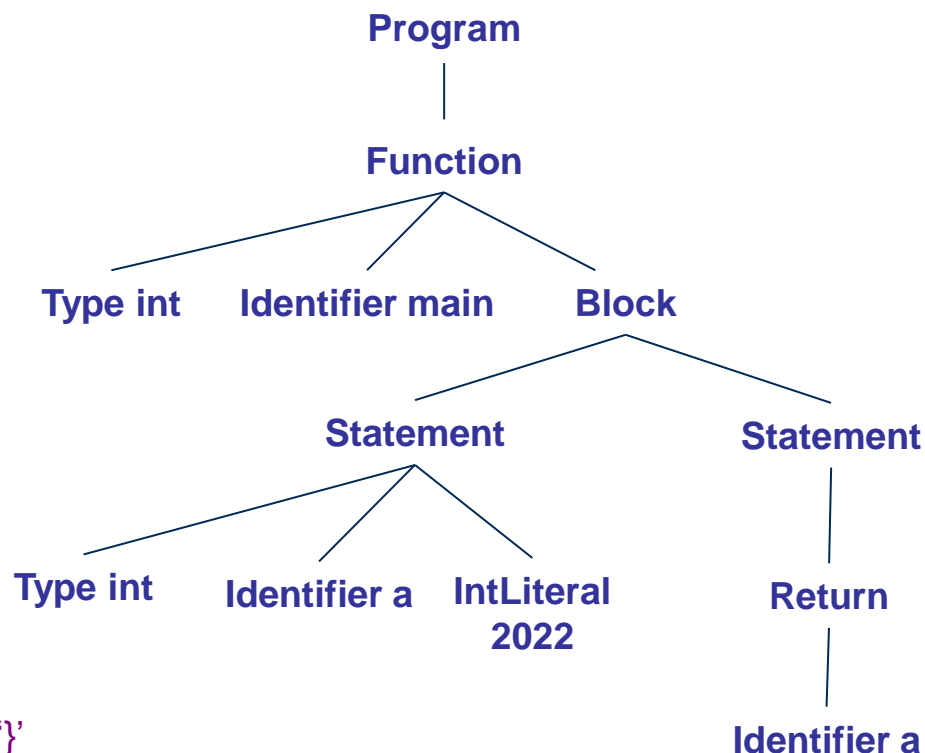 Program
Function
Type int Identifier main Block
Statement Statement
Type int Identifier a IntLiteral Return
2022
'}'
Identifier a